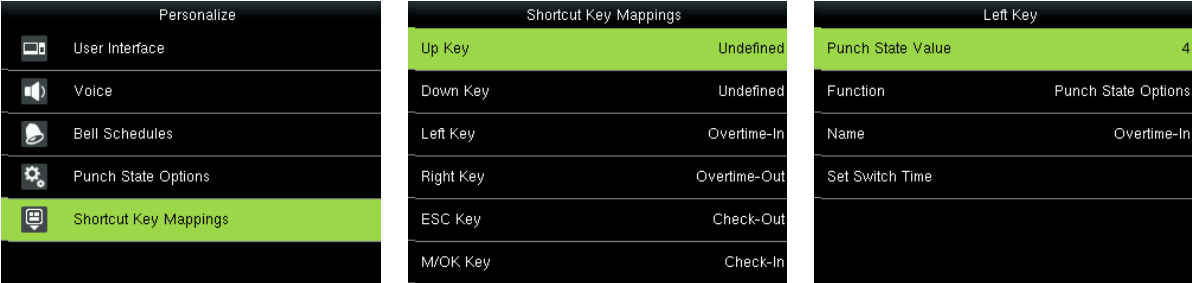 Personalize
User Interface
Voice
Bell Schedules
Punch State Options
Shortcut Key Mappings
Shortcut Key Mappings
Up Key Undefined
Down Key Undefined
Left Key Overtime-In
Right Key Overtime-Out
ESC Key Check-Out
M/OK Key Check-In
Left Key
Punch State Value 4
Function Punch State Options
Name Overtime-In
Set Switch Time